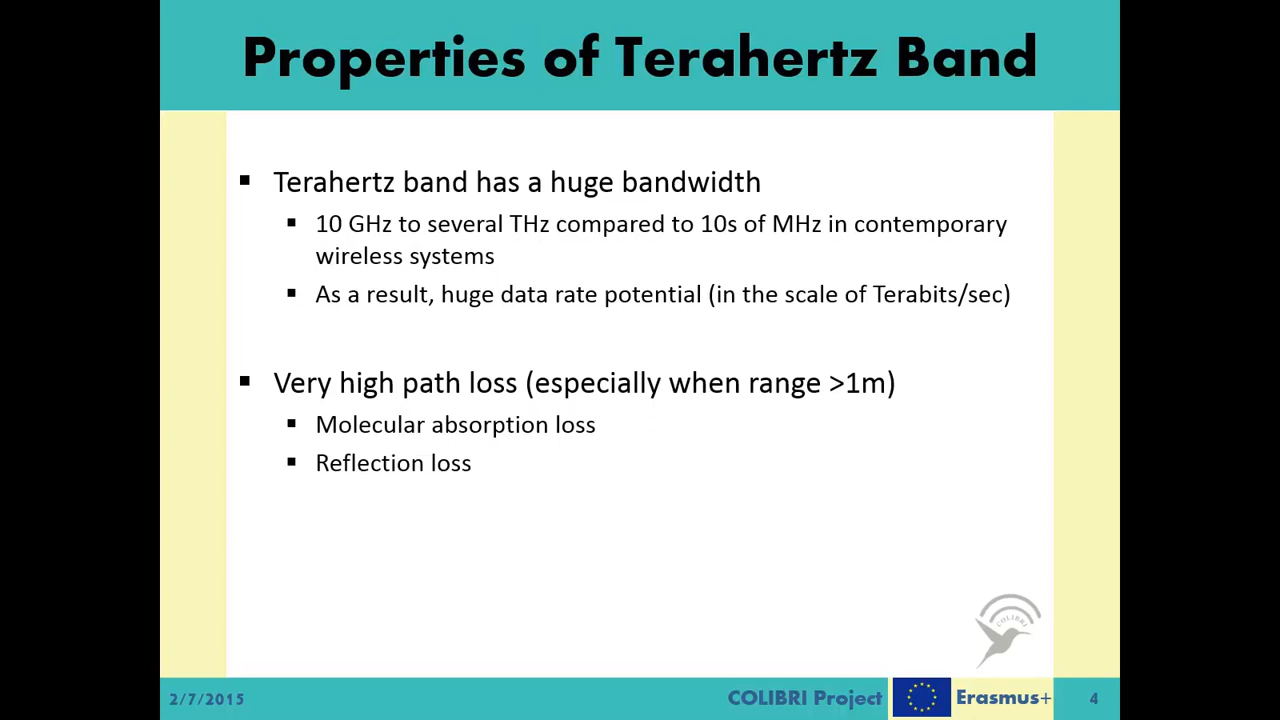 Properties of Terahertz Band
▪ Terahertz band has a huge bandwidth
▪ 10 GHz to several THz compared to 10s of MHz in contemporary
wireless systems
▪ As a result, huge data rate potential (in the scale of Terabits/sec)
▪ Very high path loss (especially when range >1m)
▪ Molecular absorption loss
▪ Reflection loss
COLIBRI
2/7/2015
COLIBRI Project
Erasmus+
4